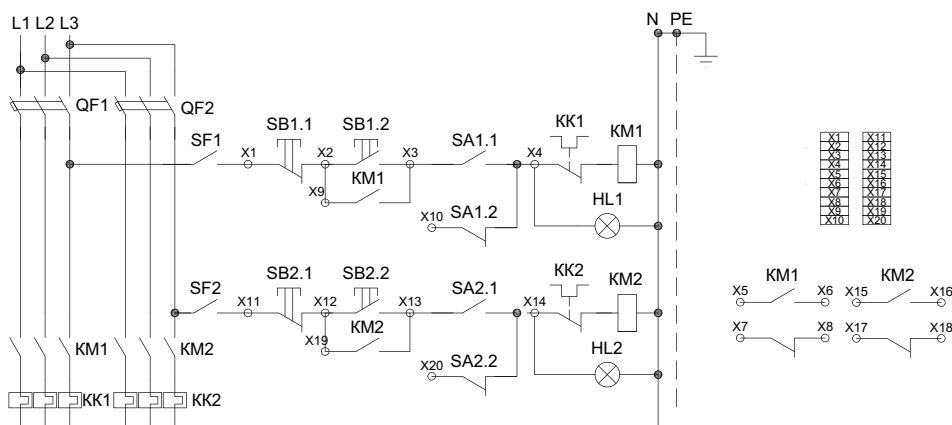 L1 L2 L3
N PE
QF1
QF2
SF1
X1
SB1.1
X2
SB1.2
X3
SA1.1
X4
KK1
KM1
X9
KM1
X10
SA1.2
HL1
SF2
X11
SB2.1
X12
SB2.2
X13
SA2.1
X14
KK2
KM2
X19
KM2
X20
SA2.2
HL2
KM1
KM2
KK1
KK2
X1 X11
X2 X12
X3 X13
X4 X14
X5 X15
X6 X16
X7 X17
X8 X18
X9 X19
X10 X20
KM1 KM2
X5 X6 X15 X16
X7 X8 X17 X18